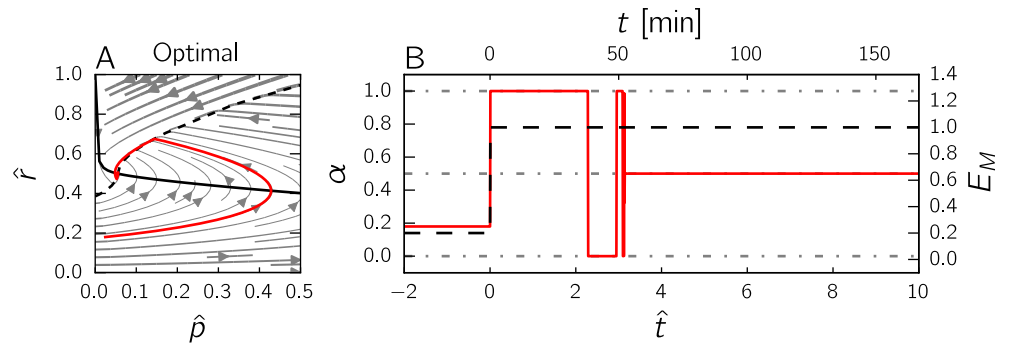 t [min]
A Optimal B 0 50 100 150
1.0 1.0 1.4
0.8 0.8 1.2
0.6 0.6 1.0
r̂ α 0.8 E_M
0.4 0.4 0.6
0.2 0.2 0.4
0.2
0.0 0.0 0.0
0.0 0.1 0.2 0.3 0.4 0.5 −2 0 2 4 6 8 10
p̂ t̂